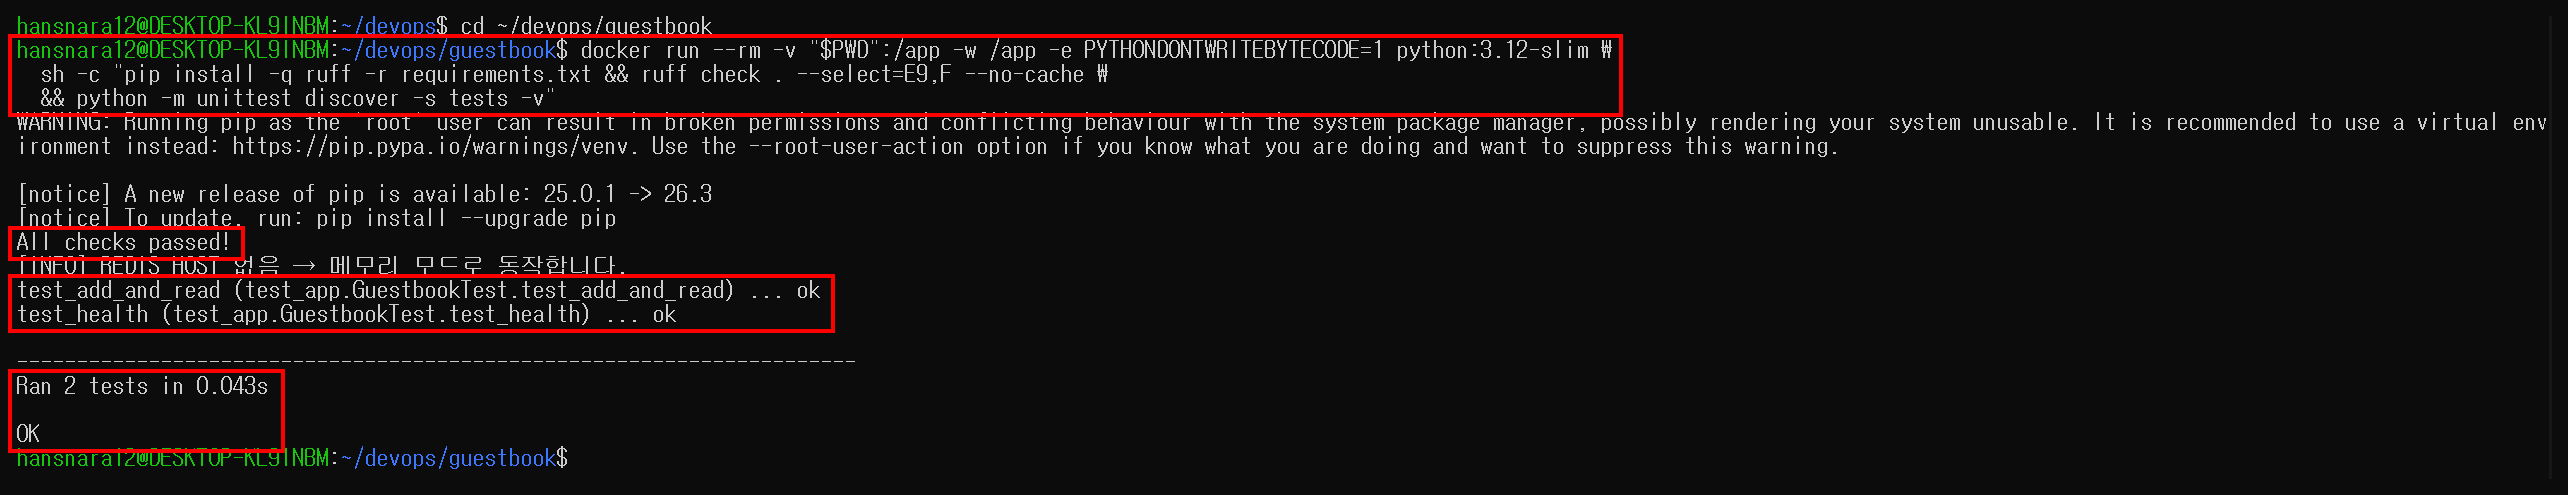 hansnara12@DESKTOP-KL9INBM:~/devops$ cd ~/devops/guestbook
hansnara12@DESKTOP-KL9INBM:~/devops/guestbook$ docker run --rm -v "$PWD":/app -w /app -e PYTHONDONTWRITEBYTECODE=1 python:3.12-slim ₩
sh -c "pip install -q ruff -r requirements.txt && ruff check . --select=E9,F --no-cache ₩
&& python -m unittest discover -s tests -v"
WARNING: Running pip as the 'root' user can result in broken permissions and conflicting behaviour with the system package manager, possibly rendering your system unusable. It is recommended to use a virtual env
ironment instead: https://pip.pypa.io/warnings/venv. Use the --root-user-action option if you know what you are doing and want to suppress this warning.
[notice] A new release of pip is available: 25.0.1 -> 26.3
[notice] To update, run: pip install --upgrade pip
All checks passed!
[INFO] REDIS_HOST 없음 → 메모리 모드로 동작합니다.
test_add_and_read (test_app.GuestbookTest.test_add_and_read) ... ok
test_health (test_app.GuestbookTest.test_health) ... ok
----------------------------------------------------------------------
Ran 2 tests in 0.043s
OK
hansnara12@DESKTOP-KL9INBM:~/devops/guestbook$